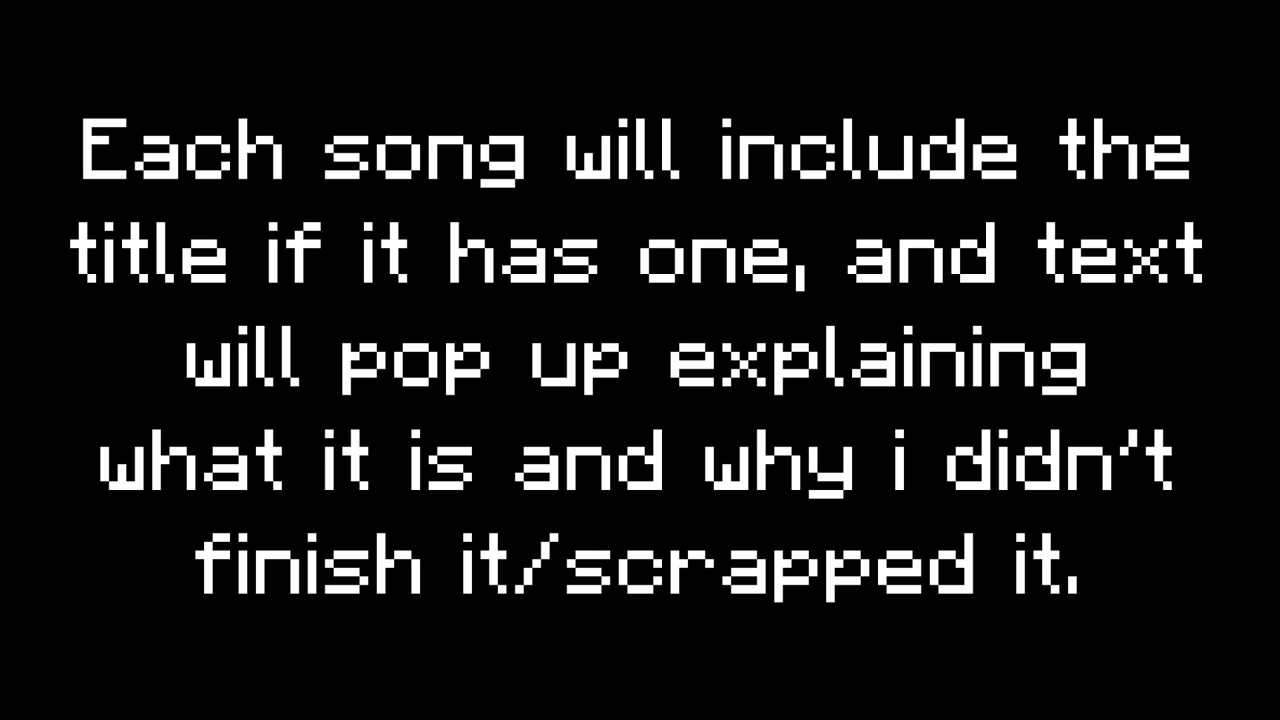 Each song will include the
title if it has one, and text
will pop up explaining
what it is and why i didn't
finish it/scrapped it.